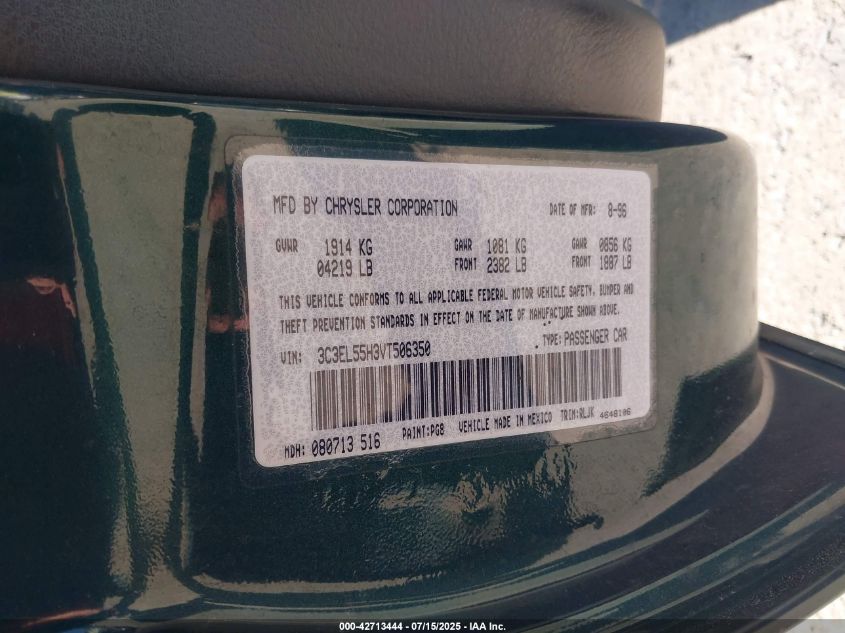 MFD BY CHRYSLER CORPORATION DATE OF MFR: 8-96
GVWR 1914 KG GAWR 1081 KG GAWR 0856 KG
04219 LB FRONT 2382 LB FRONT 1887 LB
THIS VEHICLE CONFORMS TO ALL APPLICABLE FEDERAL MOTOR VEHICLE SAFETY, BUMPER AND
THEFT PREVENTION STANDARDS IN EFFECT ON THE DATE OF MANUFACTURE SHOWN ABOVE.
VIN: 3C3EL55H3VT506350 TYPE: PASSENGER CAR
MDH: 080713 516 PAINT:PG8 VEHICLE MADE IN MEXICO TRIM:RLJK 4648106
000-42713444 - 07/15/2025 - IAA Inc.